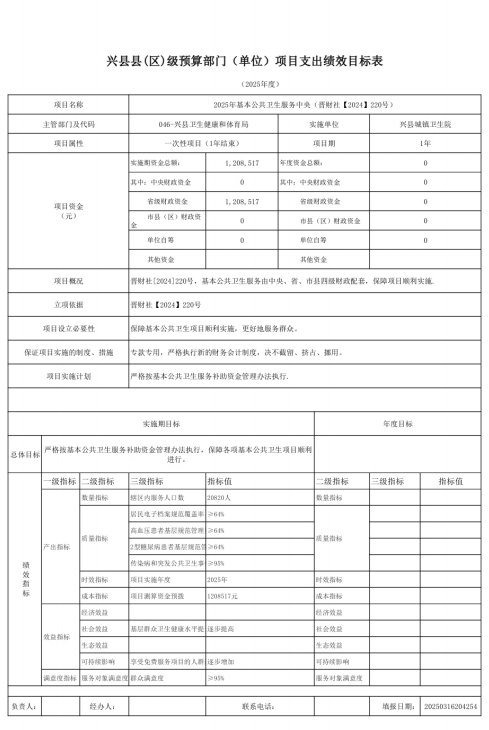 兴县县(区)级预算部门（单位）项目支出绩效目标表
（2025年度）
项目名称 2025年基本公共卫生服务中央（晋财社【2024】220号）
主管部门及代码 046-兴县卫生健康和体育局 实施单位 兴县城镇卫生院
项目属性 一次性项目（1年结束） 项目期 1年
项目资金（元）
实施期资金总额： 1,208,517 年度资金总额： 0
其中：中央财政资金 0 其中：中央财政资金 0
省级财政资金 1,208,517 省级财政资金 0
市县（区）财政资金 0 市县（区）财政资金 0
单位自筹 0 单位自筹 0
其他资金 其他资金
项目概况 晋财社[2024]220号，基本公共卫生服务由中央、省、市县四级财政配套，保障项目顺利实施.
立项依据 晋财社【2024】220号
项目设立必要性 保障基本公共卫生项目顺利实施，更好地服务群众。
保证项目实施的制度、措施 专款专用，严格执行新的财务会计制度，决不截留、挤占、挪用。
项目实施计划 严格按基本公共卫生服务补助资金管理办法执行.
实施期目标 年度目标
总体目标 严格按基本公共卫生服务补助资金管理办法执行，保障各项基本公共卫生项目顺利进行。
绩效指标
一级指标 二级指标 三级指标 指标值 二级指标 三级指标 指标值
产出指标
数量指标 辖区内服务人口数 20820人 数量指标
质量指标 居民电子档案规范覆盖率 ≥64% 质量指标
高血压患者基层规范管理 ≥64%
2型糖尿病患者基层规范管 ≥64%
传染病和突发公共卫生事 ≥95%
时效指标 项目实施年度 2025年 时效指标
成本指标 项目测算资金预拨 1208517元 成本指标
效益指标
经济效益 经济效益
社会效益 基层群众卫生健康水平提 逐步提高 社会效益
生态效益 生态效益
可持续影响 享受免费服务项目的人群 逐步增加 可持续影响
满意度指标 服务对象满意度 群众满意度 ≥95% 服务对象满意度
负责人： 经办人： 联系电话： 填报日期： 20250316204254